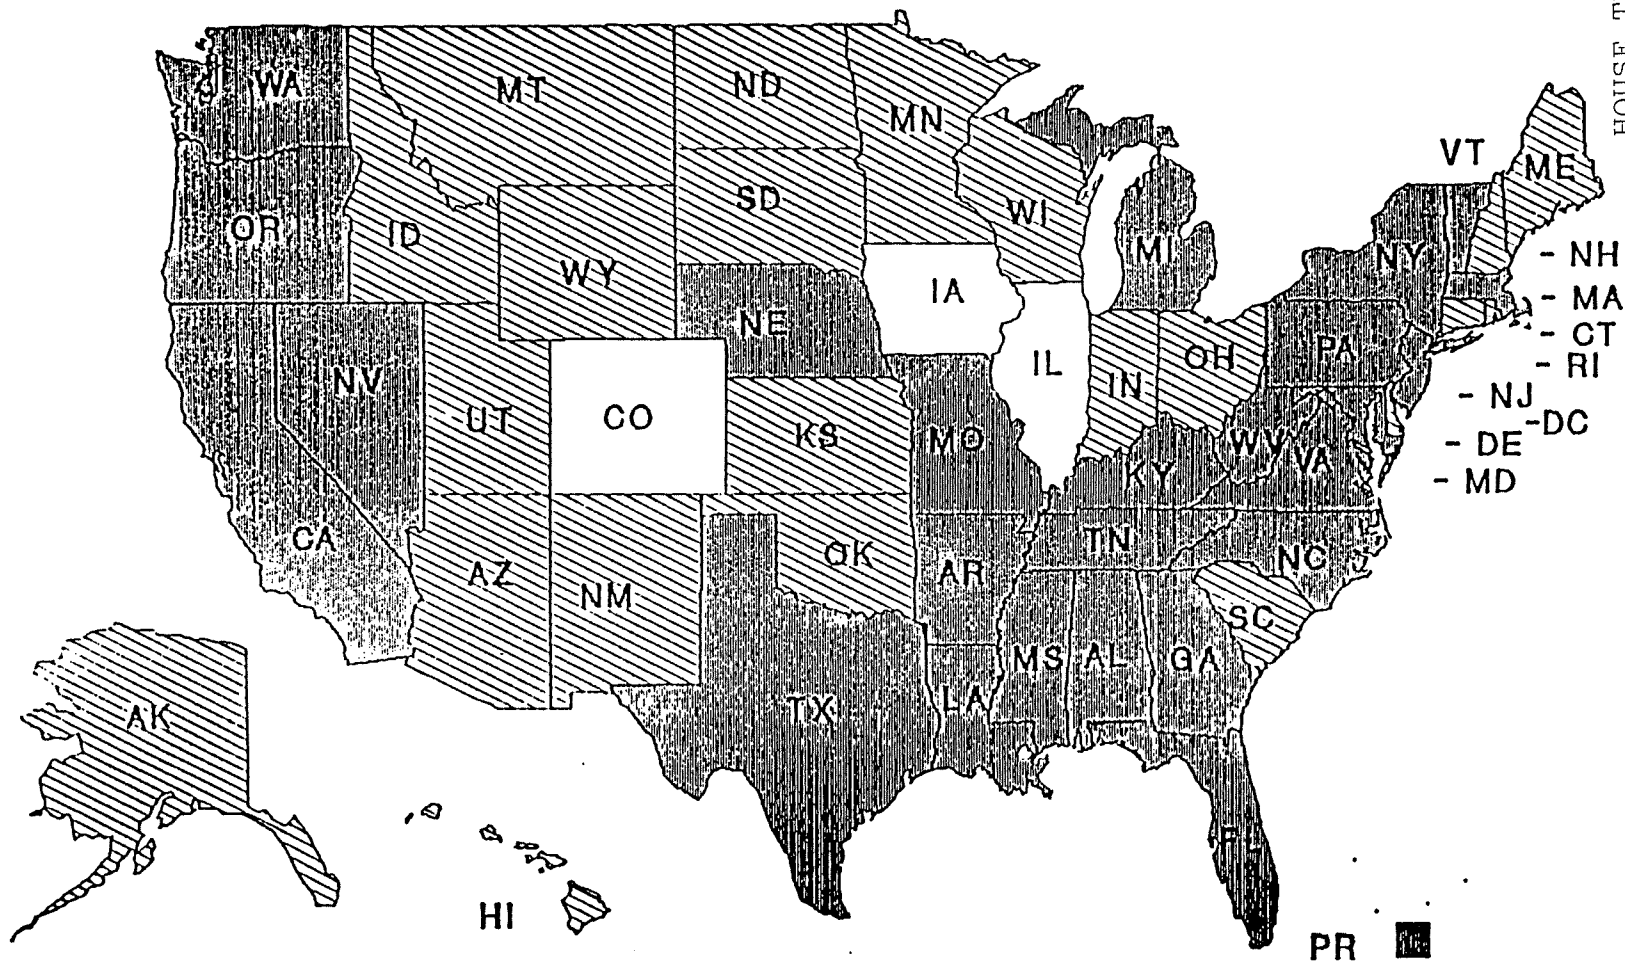 WA
MT
ND
MN
VT
ME
OR
ID
SD
WI
MI
NY
- NH
WY
IA
- MA
NE
- CT
NV
IL
IN
OH
PA
- RI
UT
CO
KS
MO
KY
WV
VA
- NJ
-DC
- DE
- MD
CA
AZ
NM
OK
AR
TN
NC
SC
TX
LA
MS
AL
GA
AK
HI
FL
PR